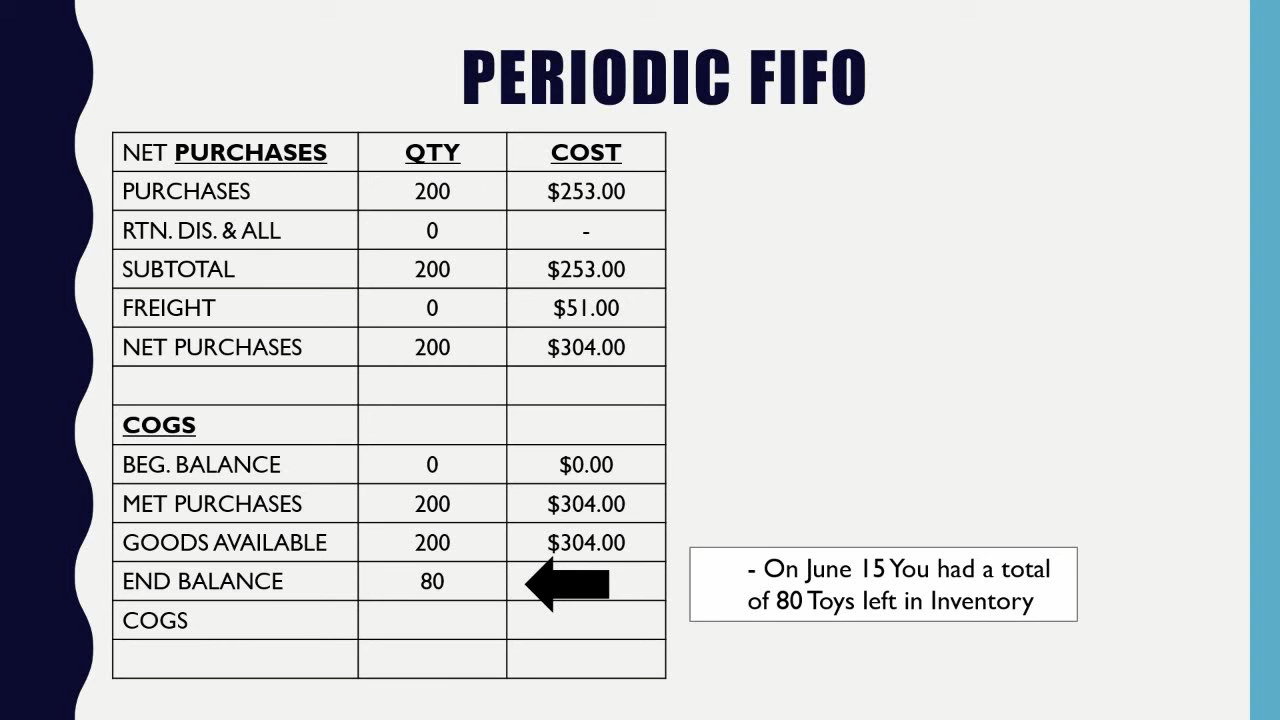 PERIODIC FIFO
NET PURCHASES QTY COST
PURCHASES 200 $253.00
RTN. DIS. & ALL 0 -
SUBTOTAL 200 $253.00
FREIGHT 0 $51.00
NET PURCHASES 200 $304.00
COGS
BEG. BALANCE 0 $0.00
MET PURCHASES 200 $304.00
GOODS AVAILABLE 200 $304.00
END BALANCE 80
- On June 15 You had a total
of 80 Toys left in Inventory
COGS